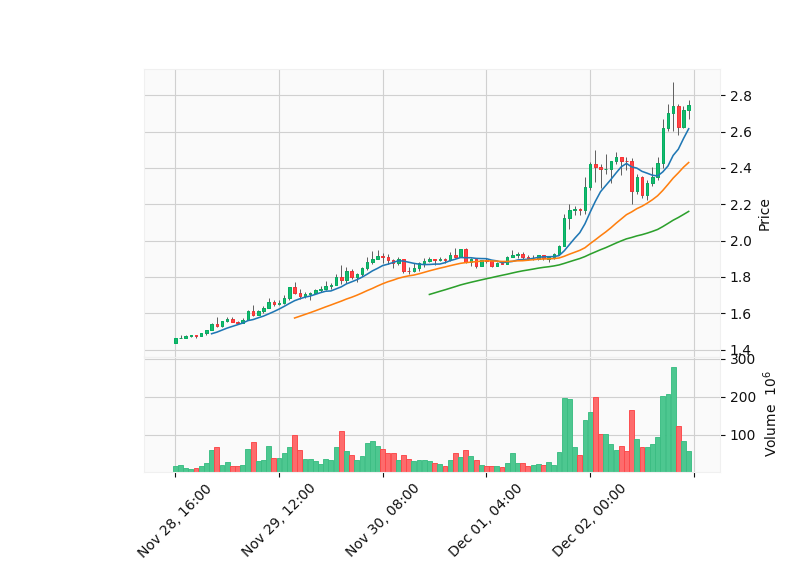 2.8
2.6
2.4
2.2
2.0
1.8
1.6
1.4
Price
300
200
100
Volume 10^6
Nov 28, 16:00
Nov 29, 12:00
Nov 30, 08:00
Dec 01, 04:00
Dec 02, 00:00